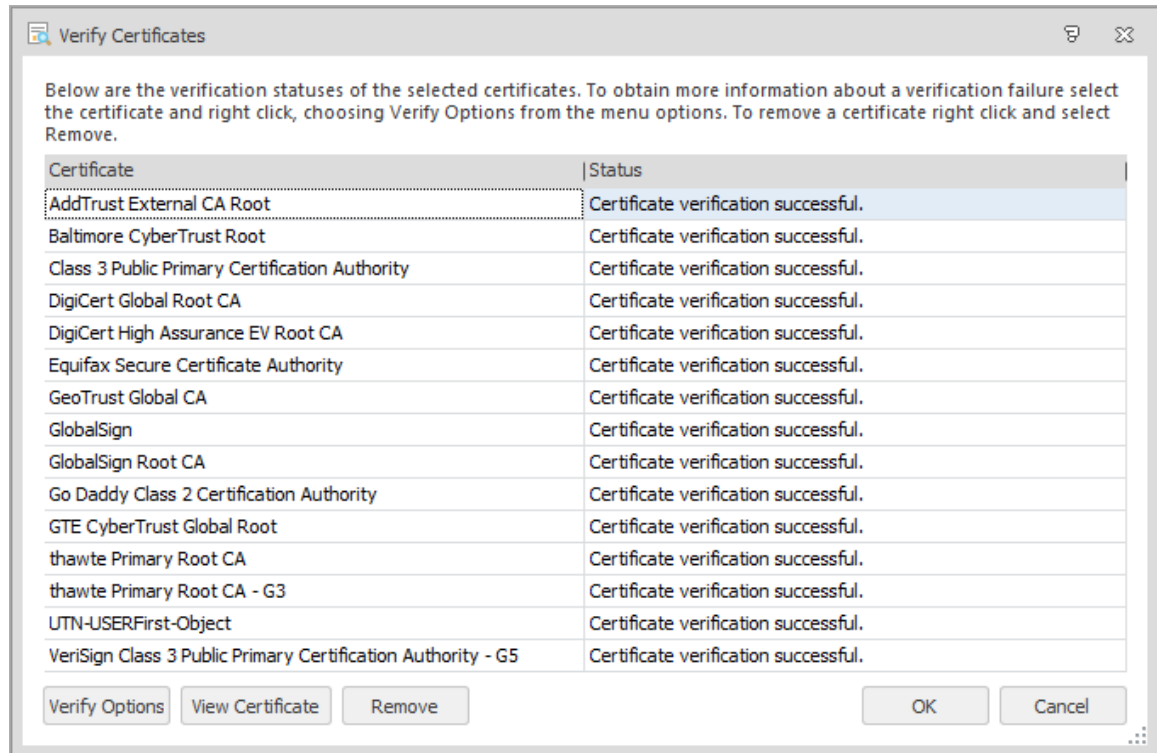 Verify Certificates
Below are the verification statuses of the selected certificates. To obtain more information about a verification failure select
the certificate and right click, choosing Verify Options from the menu options. To remove a certificate right click and select
Remove.
Certificate Status
AddTrust External CA Root Certificate verification successful.
Baltimore CyberTrust Root Certificate verification successful.
Class 3 Public Primary Certification Authority Certificate verification successful.
DigiCert Global Root CA Certificate verification successful.
DigiCert High Assurance EV Root CA Certificate verification successful.
Equifax Secure Certificate Authority Certificate verification successful.
GeoTrust Global CA Certificate verification successful.
GlobalSign Certificate verification successful.
GlobalSign Root CA Certificate verification successful.
Go Daddy Class 2 Certification Authority Certificate verification successful.
GTE CyberTrust Global Root Certificate verification successful.
thawte Primary Root CA Certificate verification successful.
thawte Primary Root CA - G3 Certificate verification successful.
UTN-USERFirst-Object Certificate verification successful.
VeriSign Class 3 Public Primary Certification Authority - G5 Certificate verification successful.
Verify Options View Certificate Remove OK Cancel